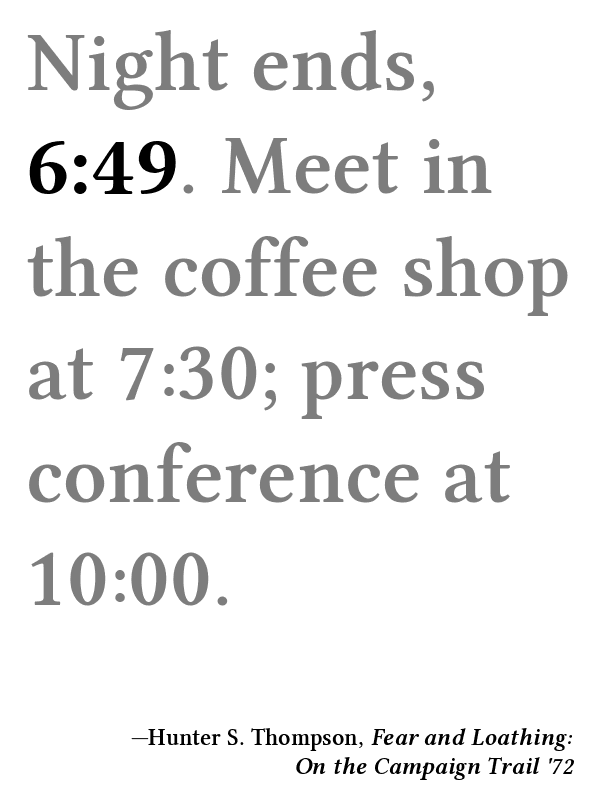 Night ends,
6:49. Meet in
the coffee shop
at 7:30; press
conference at
10:00.
—Hunter S. Thompson, Fear and Loathing:
On the Campaign Trail '72